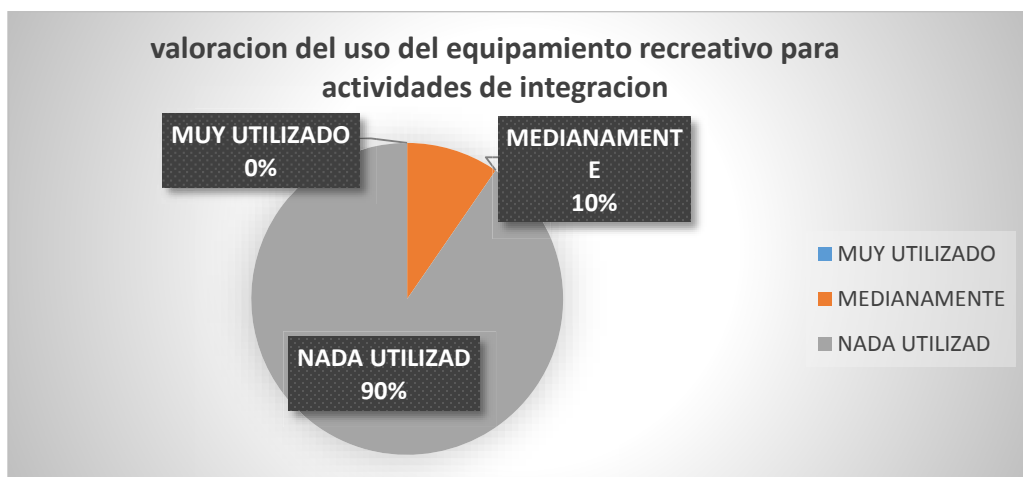 valoracion del uso del equipamiento recreativo para
actividades de integracion
MUY UTILIZADO
0%
MEDIANAMENT
E
10%
NADA UTILIZAD
90%
MUY UTILIZADO
MEDIANAMENTE
NADA UTILIZAD